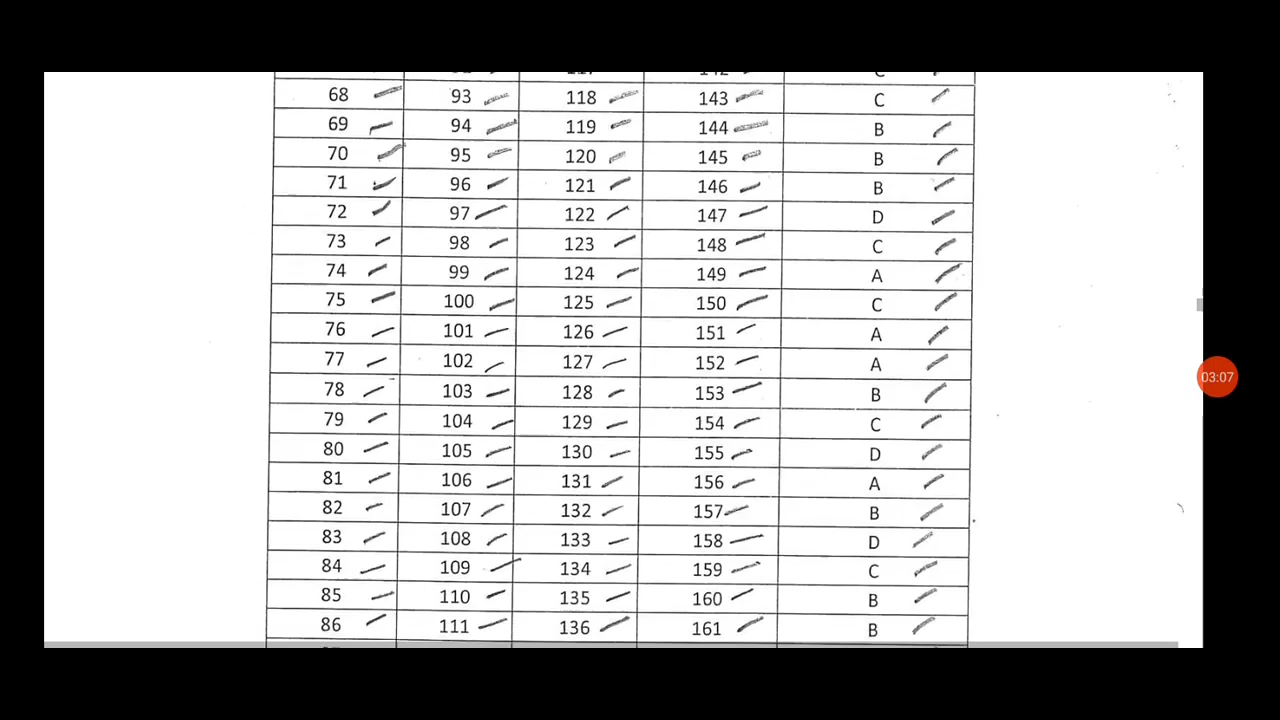 68 93 118 143 C
69 94 119 144 B
70 95 120 145 B
71 96 121 146 B
72 97 122 147 D
73 98 123 148 C
74 99 124 149 A
75 100 125 150 C
76 101 126 151 A
77 102 127 152 A
78 103 128 153 B
79 104 129 154 C
80 105 130 155 D
81 106 131 156 A
82 107 132 157 B
83 108 133 158 D
84 109 134 159 C
85 110 135 160 B
86 111 136 161 B
03:07